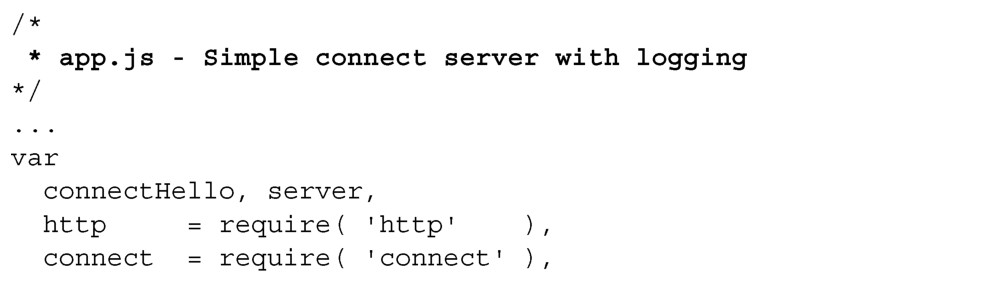 /*
 * app.js - Simple connect server with logging
*/
...
var
  connectHello, server,
  http     = require( 'http'    ),
  connect  = require( 'connect' ),